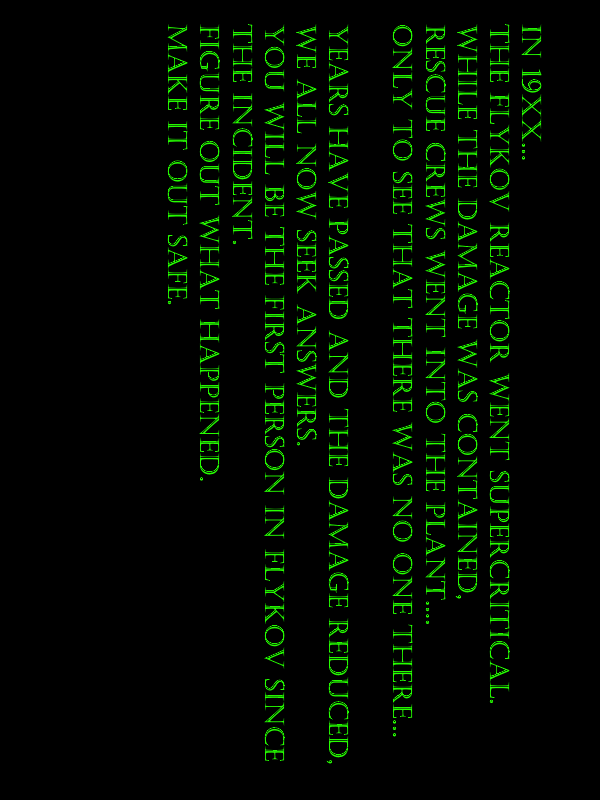 IN 19XX...
THE FLYKOV REACTOR WENT SUPERCRITICAL.
WHILE THE DAMAGE WAS CONTAINED,
RESCUE CREWS WENT INTO THE PLANT....
ONLY TO SEE THAT THERE WAS NO ONE THERE...
YEARS HAVE PASSED AND THE DAMAGE REDUCED,
WE ALL NOW SEEK ANSWERS.
YOU WILL BE THE FIRST PERSON IN FLYKOV SINCE
THE INCIDENT.
FIGURE OUT WHAT HAPPENED.
MAKE IT OUT SAFE.